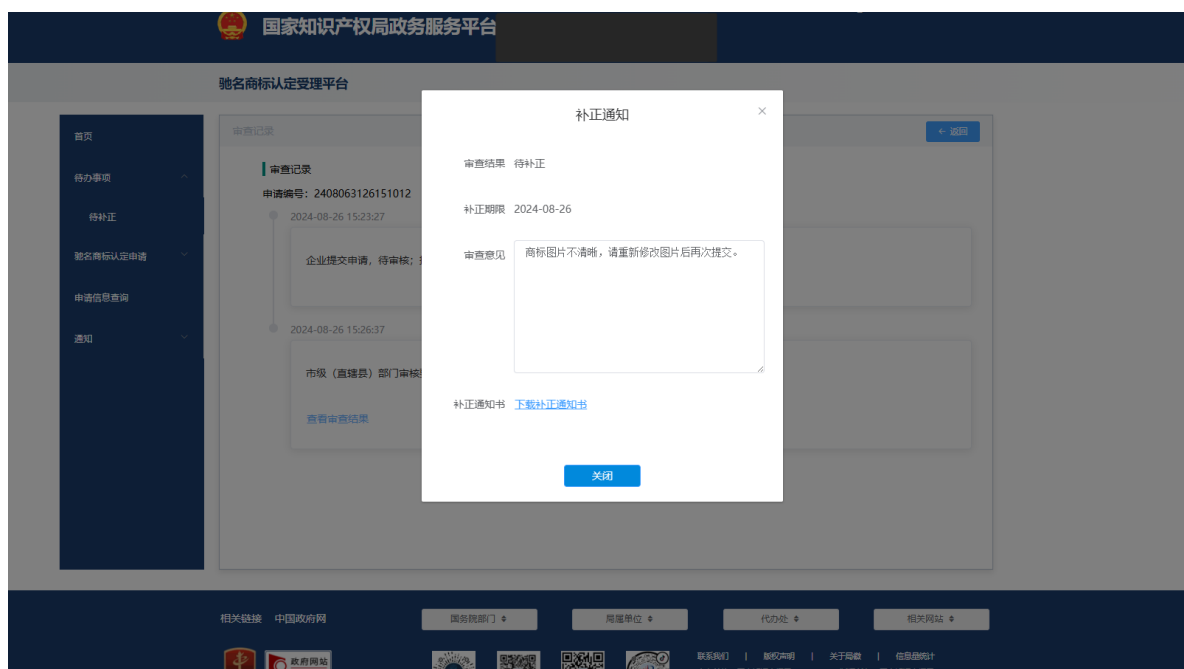 国家知识产权局政务服务平台
驰名商标认定受理平台
首页
待办事项
待补正
驰名商标认定申请
申请信息查询
通知
审查记录
← 返回
审查记录
申请编号：2408063126151012
2024-08-26 15:23:27
企业提交申请，待审核；
2024-08-26 15:26:37
市级（直辖县）部门审核
查看审查结果
补正通知
×
审查结果 待补正
补正期限 2024-08-26
审查意见 商标图片不清晰，请重新修改图片后再次提交。
补正通知书 下载补正通知书
关闭
相关链接 中国政府网
国务院部门
局属单位
代办处
相关网站
政府网站
联系我们 | 版权声明 | 关于局徽 | 信息量统计